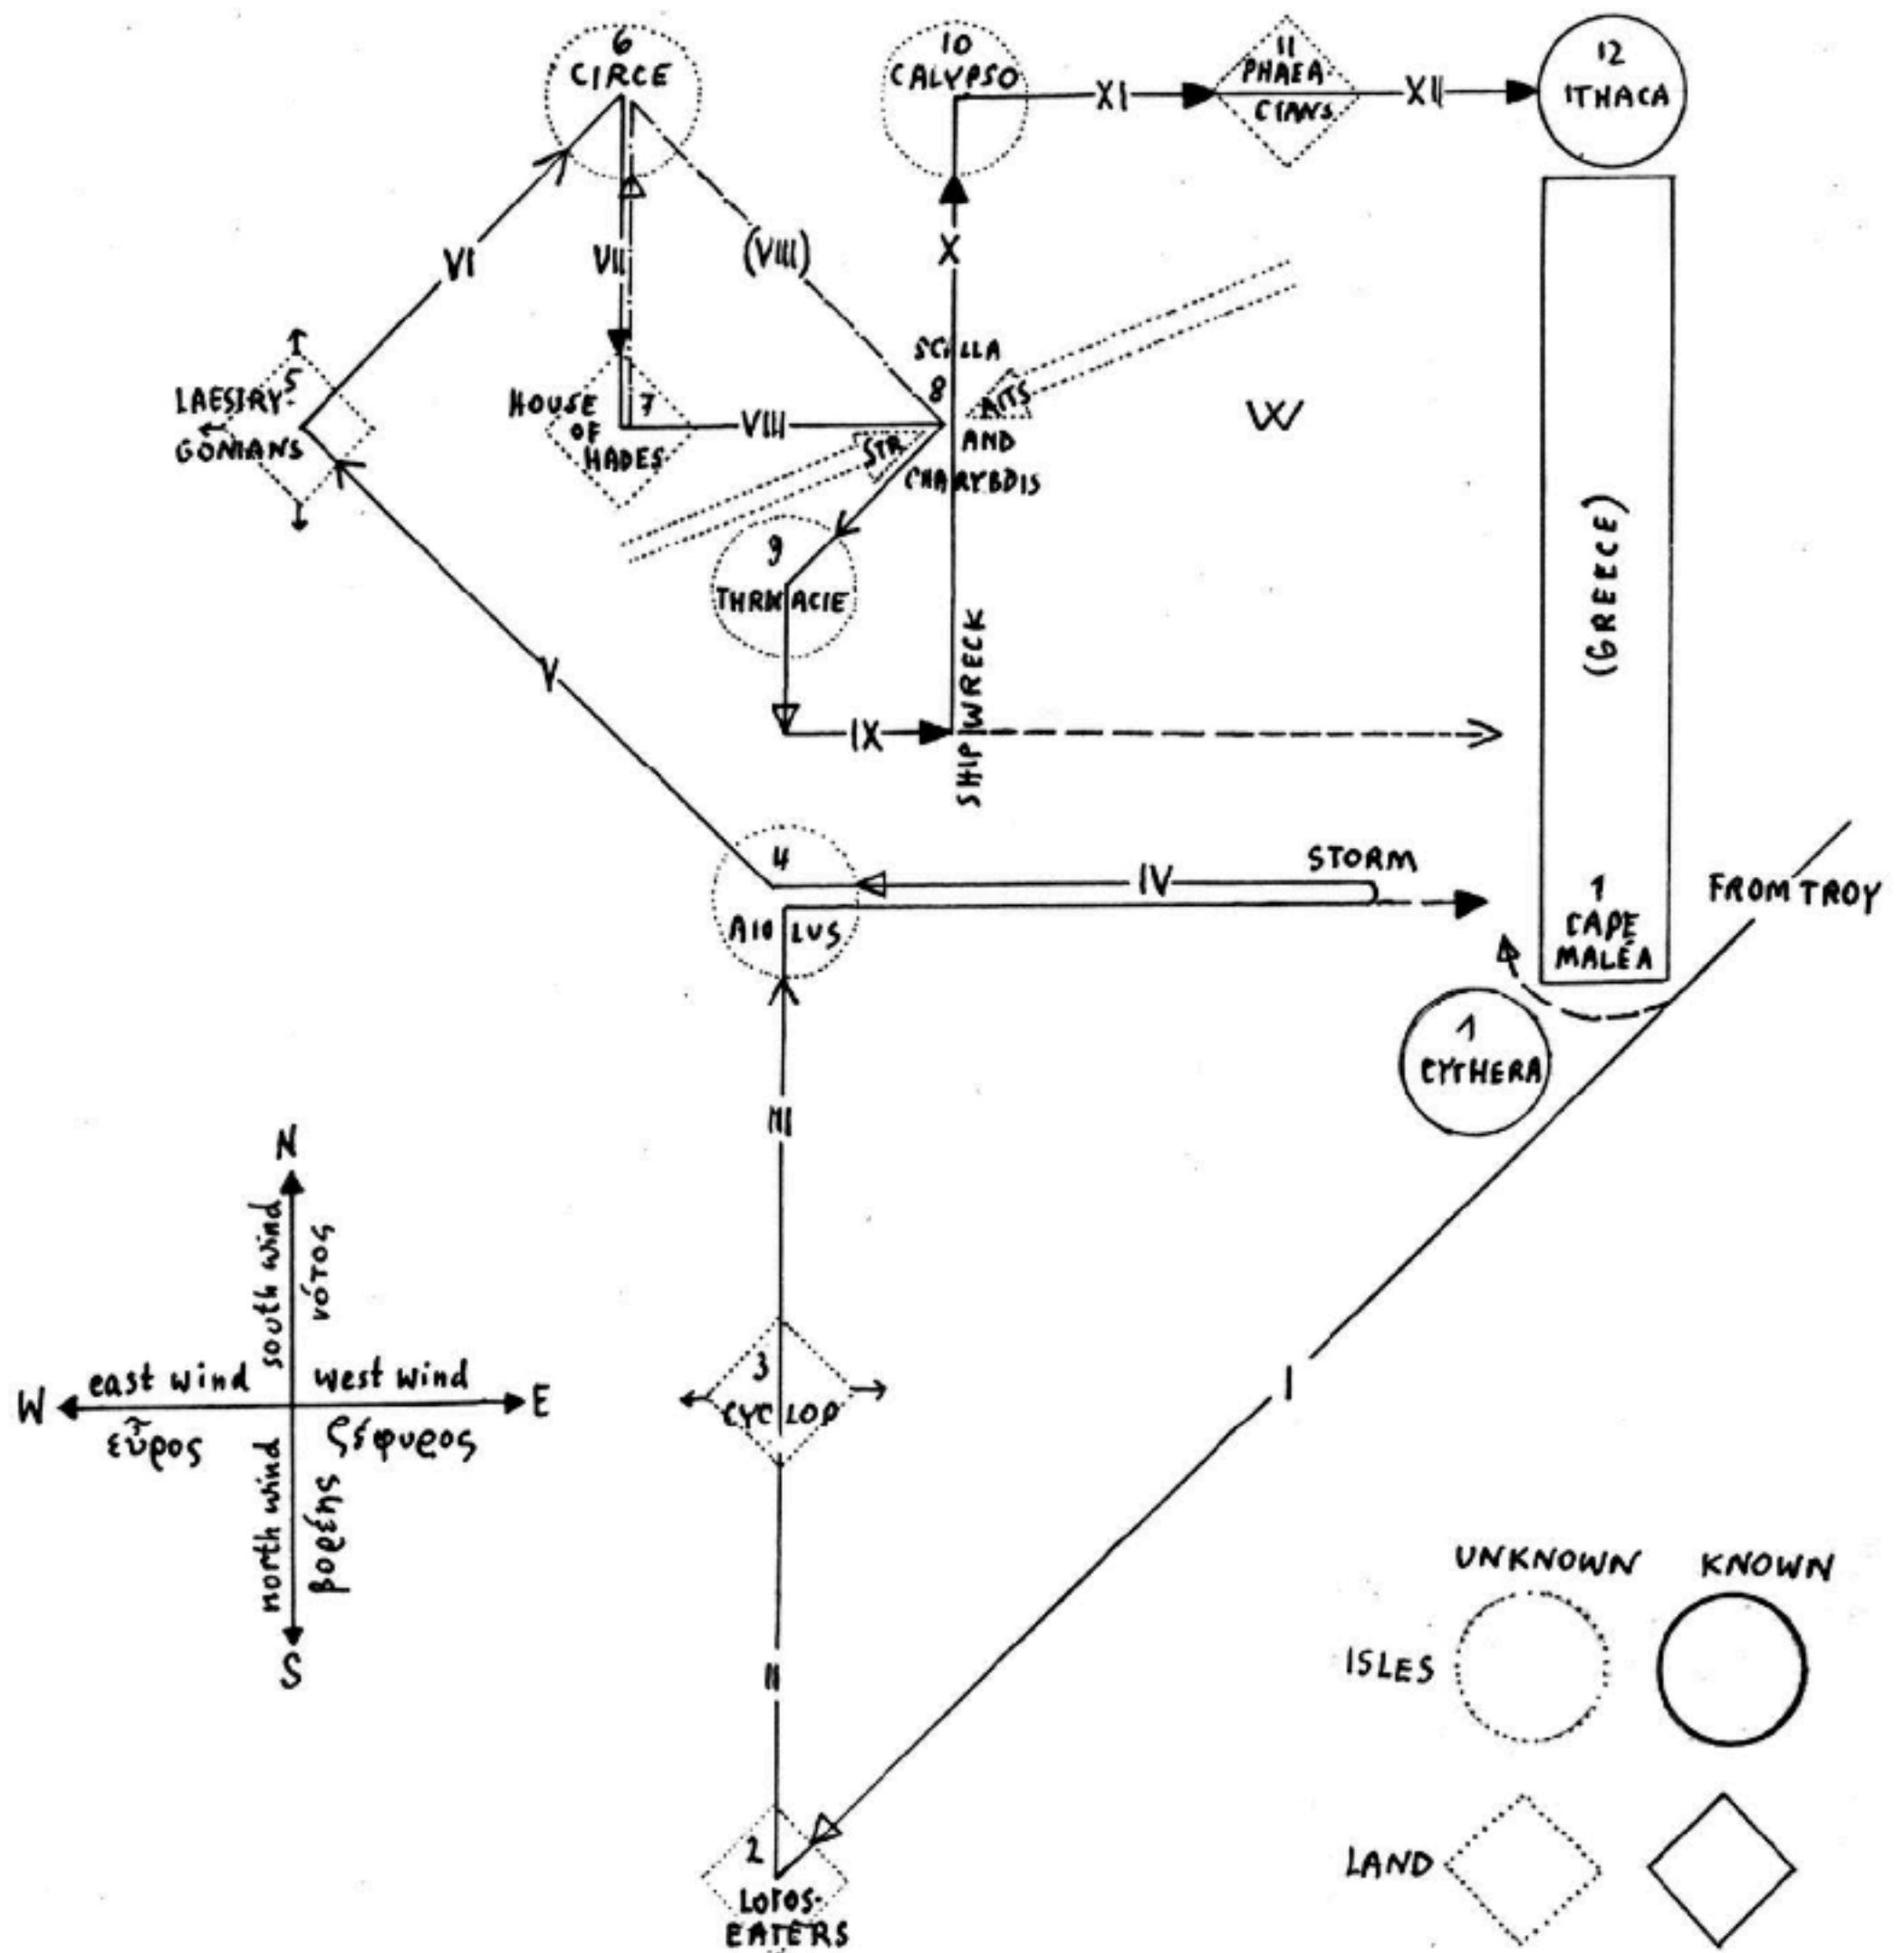 6
CIRCE
10
CALYPSO
11
PHAEA-
CIANS
12
ITHACA
XI
XII
VI
VII
(VIII)
X
5
LAESTRY-
GONIANS
HOUSE 7
OF
HADES
VIII
SCILLA
8
AND
CHARYBDIS
STR
AITS
W
9
THRINACIE
IX
SHIPWRECK
(GREECE)
V
4
AIOLUS
IV
STORM
1
CAPE
MALÉA
FROM TROY
1
CYTHERA
III
N
south wind
νότος
W
east wind
εὖρος
west wind
ζέφυρος
E
north wind
βορέης
S
3
CYCLOP
I
II
2
LOTOS-
EATERS
UNKNOWN KNOWN
ISLES
LAND